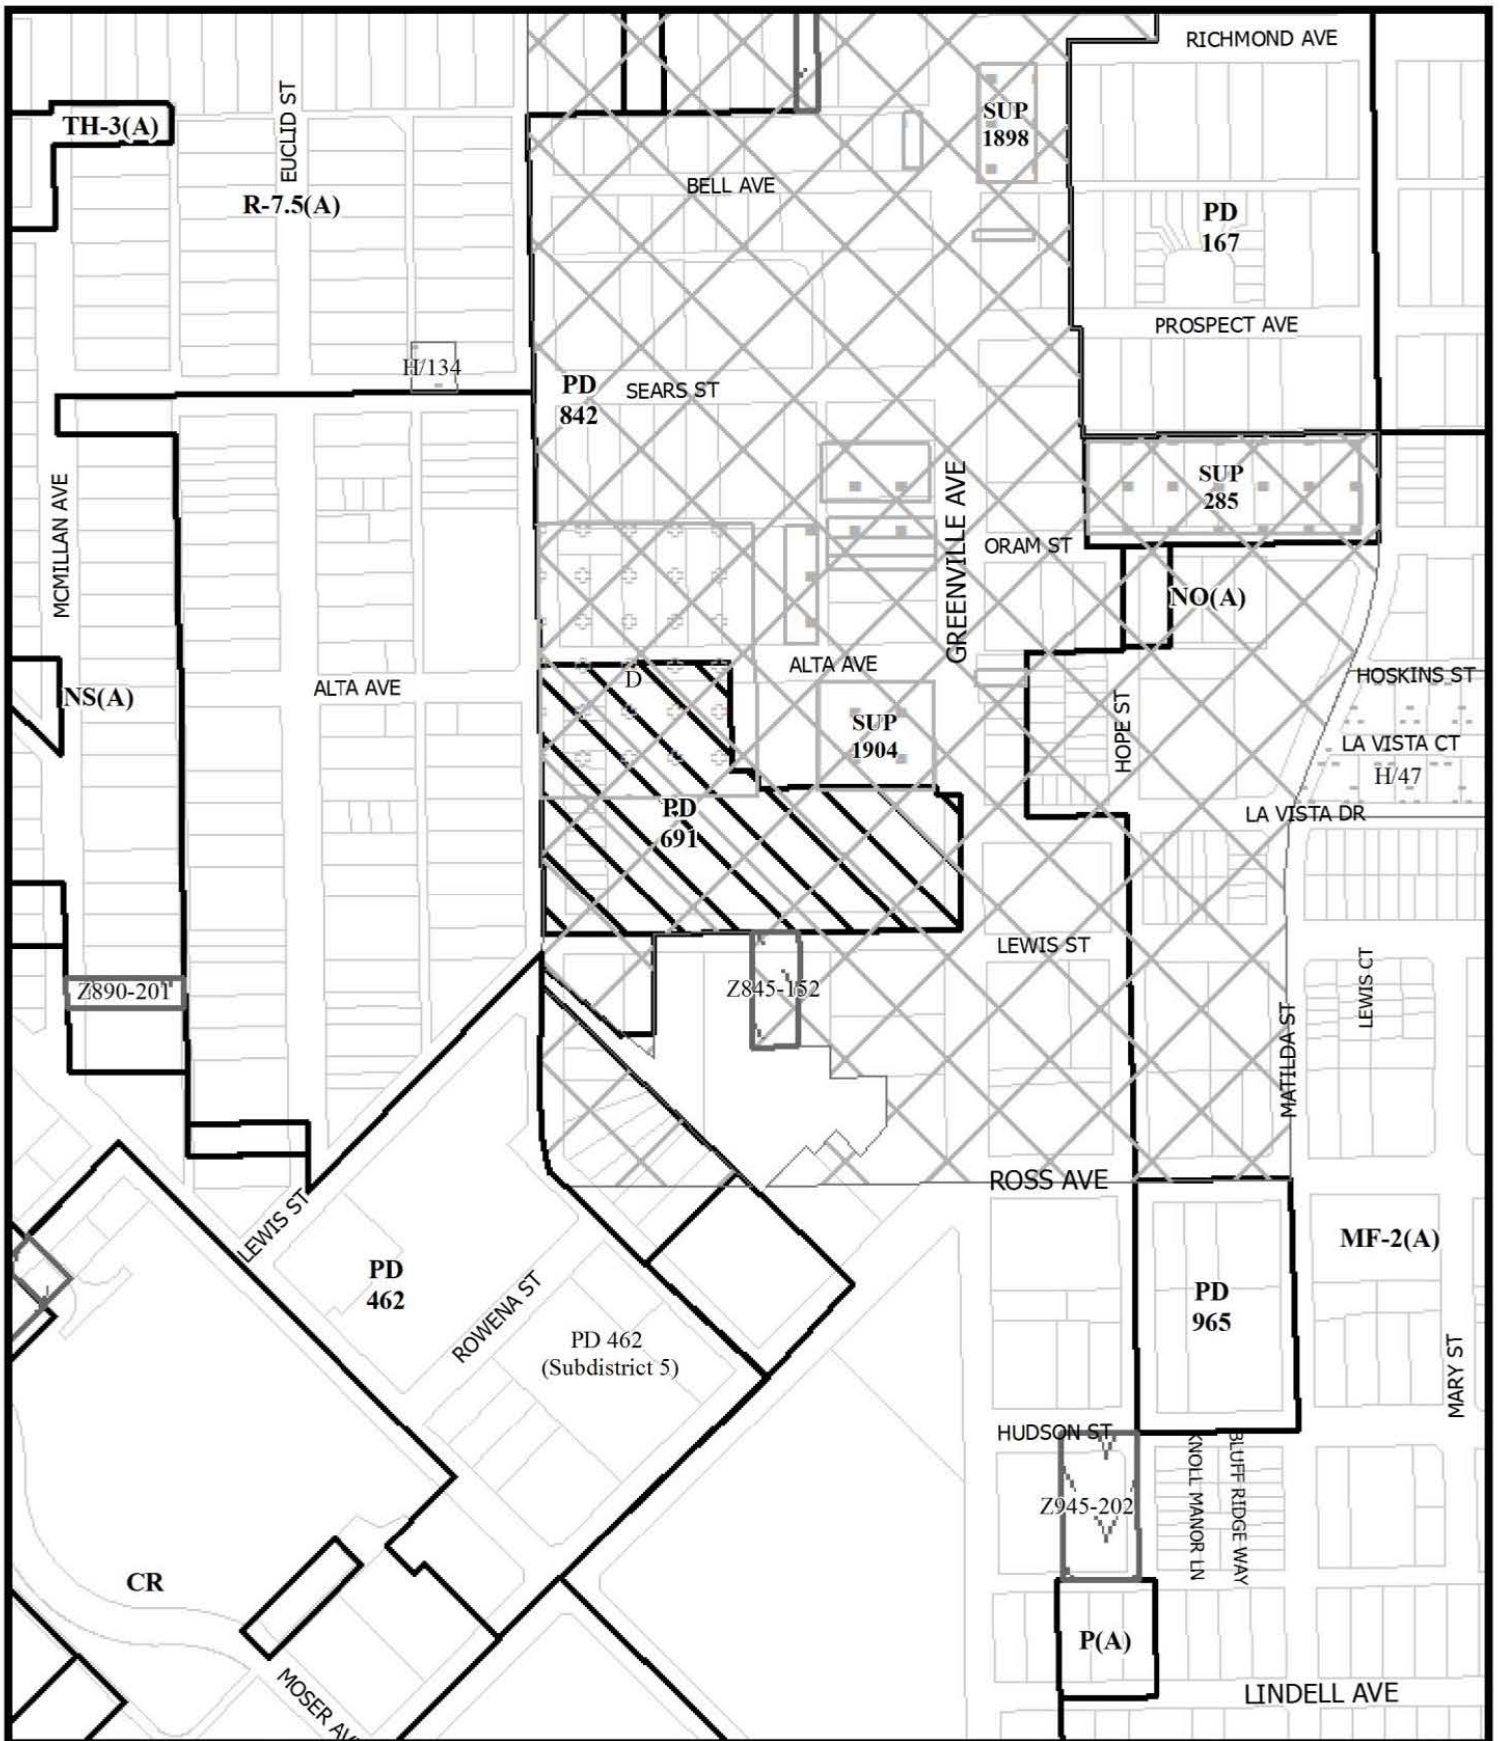 RICHMOND AVE
TH-3(A)
EUCLID ST
SUP
1898
R-7.5(A)
BELL AVE
PD
167
PROSPECT AVE
H/134
PD
842
SEARS ST
SUP
285
MCMILLAN AVE
GREENVILLE AVE
ORAM ST
NO(A)
NS(A)
ALTA AVE
D
ALTA AVE
HOSKINS ST
HOPE ST
SUP
1904
LA VISTA CT
H/47
PD
691
LA VISTA DR
LEWIS ST
Z890-201
Z845-152
LEWIS CT
MATILDA ST
ROSS AVE
LEWIS ST
PD
462
ROWENA ST
PD 462
(Subdistrict 5)
MF-2(A)
PD
965
MARY ST
HUDSON ST
KNOLL MANOR LN
BLUFF RIDGE WAY
Z945-202
CR
P(A)
MOSER AVE
LINDELL AVE